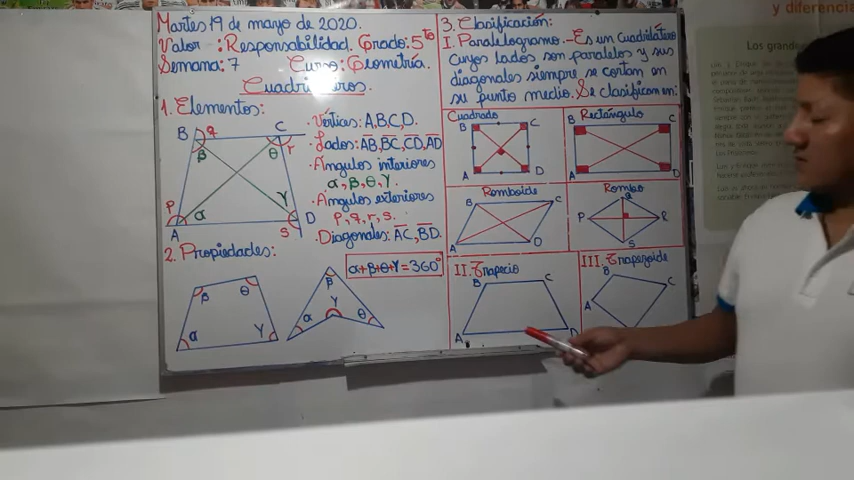 Martes 19 de mayo de 2020.
Valor : Responsabilidad. Grado: 5to
Semana: 7 Curso: Geometría.
Cuadriláteros.
1. Elementos:
B q C r
β θ
P α γ D
A S
· Vértices: A,B,C,D.
· Lados: AB, BC, CD, AD
· Ángulos interiores
α, β, θ, γ.
· Ángulos exteriores
p, q, r, s.
· Diagonales: AC, BD.
2. Propiedades:
α+β+θ+γ=360°
β θ
α γ
β
γ
α θ
3. Clasificación:
I. Paralelogramo.- Es un cuadrilátero
cuyos lados son paralelos y sus
diagonales siempre se cortan en
su punto medio. Se clasifican en:
Cuadrado
B C
A D
Rectángulo
B C
A D
Romboide
B C
A D
Rombo
Q
P R
S
II. Trapecio
B C
A D
III. Trapezoide
B C
A
y diferencia
Los grande